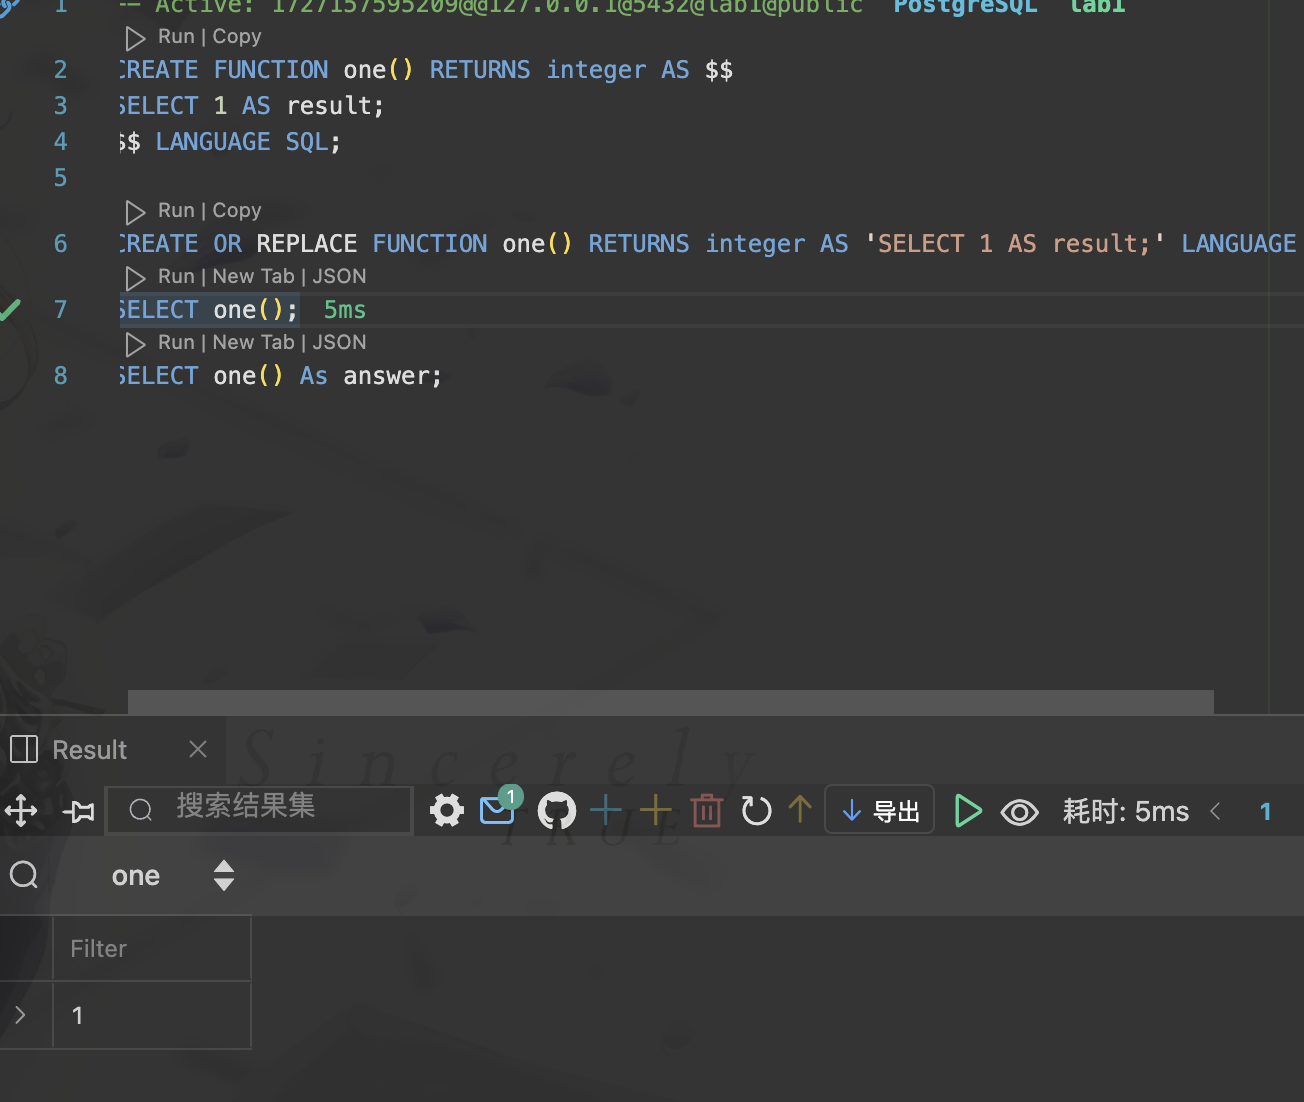 1 -- Active: 1727157595209@@127.0.0.1@5432@lab1@public PostgreSQL lab1
Run | Copy
2 CREATE FUNCTION one() RETURNS integer AS $$
3 SELECT 1 AS result;
4 $$ LANGUAGE SQL;
5
Run | Copy
6 CREATE OR REPLACE FUNCTION one() RETURNS integer AS 'SELECT 1 AS result;' LANGUAGE
Run | New Tab | JSON
7 SELECT one(); 5ms
Run | New Tab | JSON
8 SELECT one() As answer;
Sincerely
TRUE
Result
搜索结果集 1 导出 耗时: 5ms 1
one
Filter
1